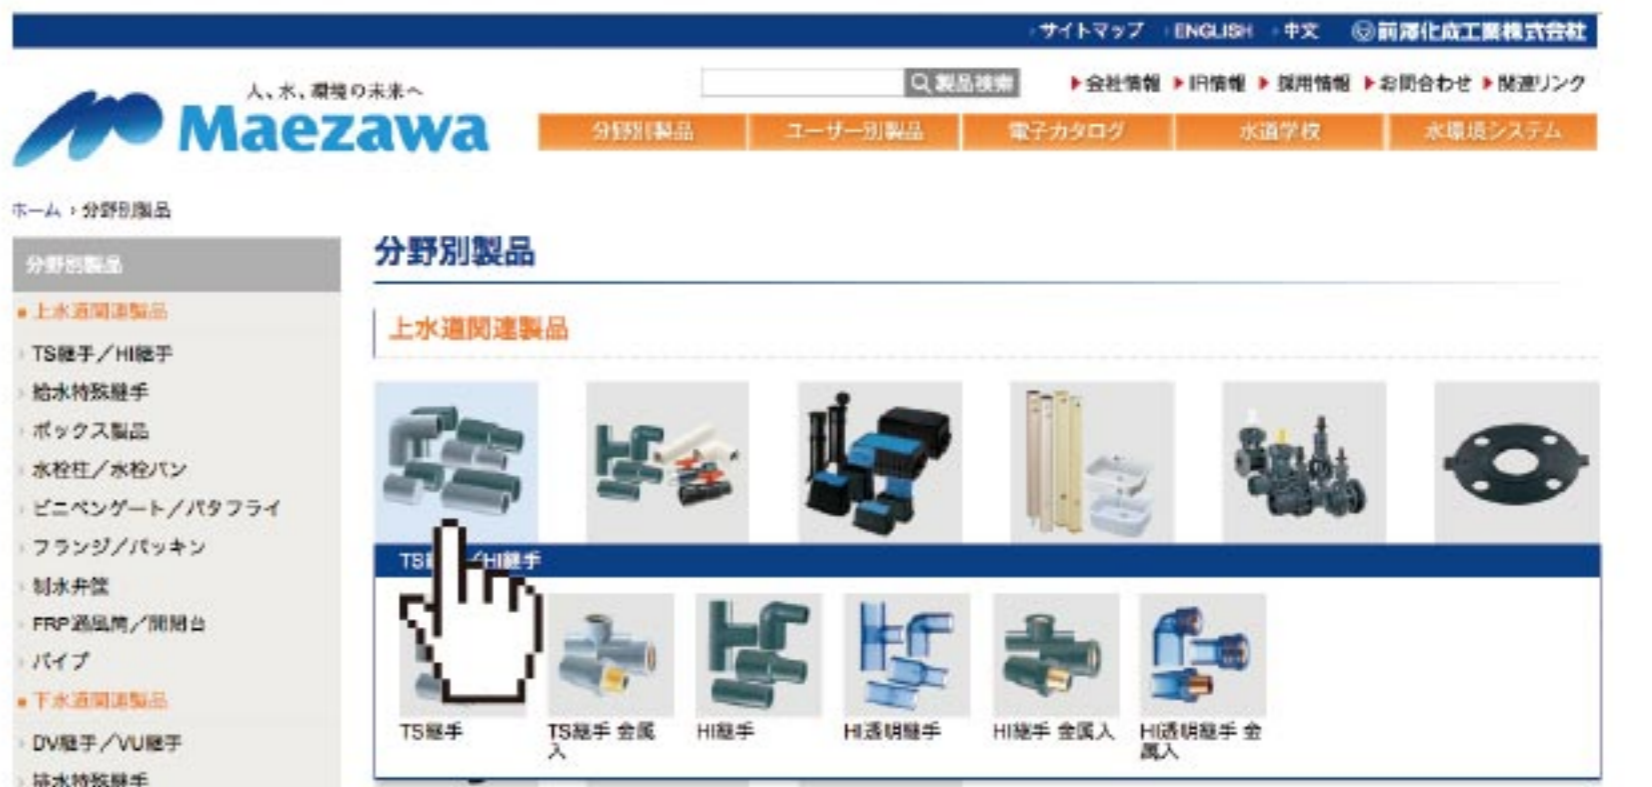 サイトマップ ENGLISH 中文 前澤化成工業株式会社
人、水、環境の未来へ
Maezawa
製品検索
会社情報 IR情報 採用情報 お問合わせ 関連リンク
分野別製品 ユーザー別製品 電子カタログ 水道学校 水環境システム
ホーム › 分野別製品
分野別製品
上水道関連製品
TS継手／HI継手
給水特殊継手
ボックス製品
水栓柱／水栓パン
ビニベンゲート／バタフライ
フランジ／パッキン
制水弁筺
FRP通風筒／開閉台
パイプ
下水道関連製品
DV継手／VU継手
排水特殊継手
分野別製品
上水道関連製品
TS ／HI継手
TS継手
TS継手 金属
入
HI継手
HI透明継手
HI継手 金属入
HI透明継手 金
属入